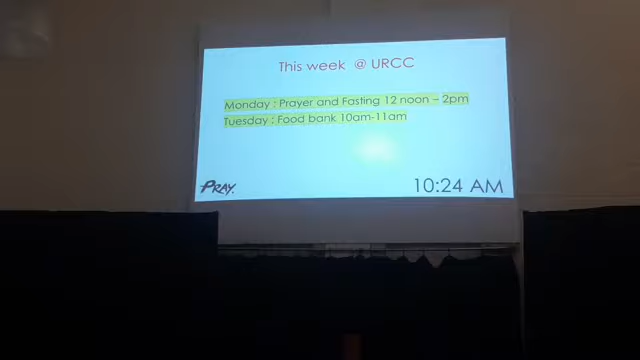 This week @ URCC
Monday : Prayer and Fasting 12 noon – 2pm
Tuesday : Food bank 10am-11am
PRAY.
10:24 AM